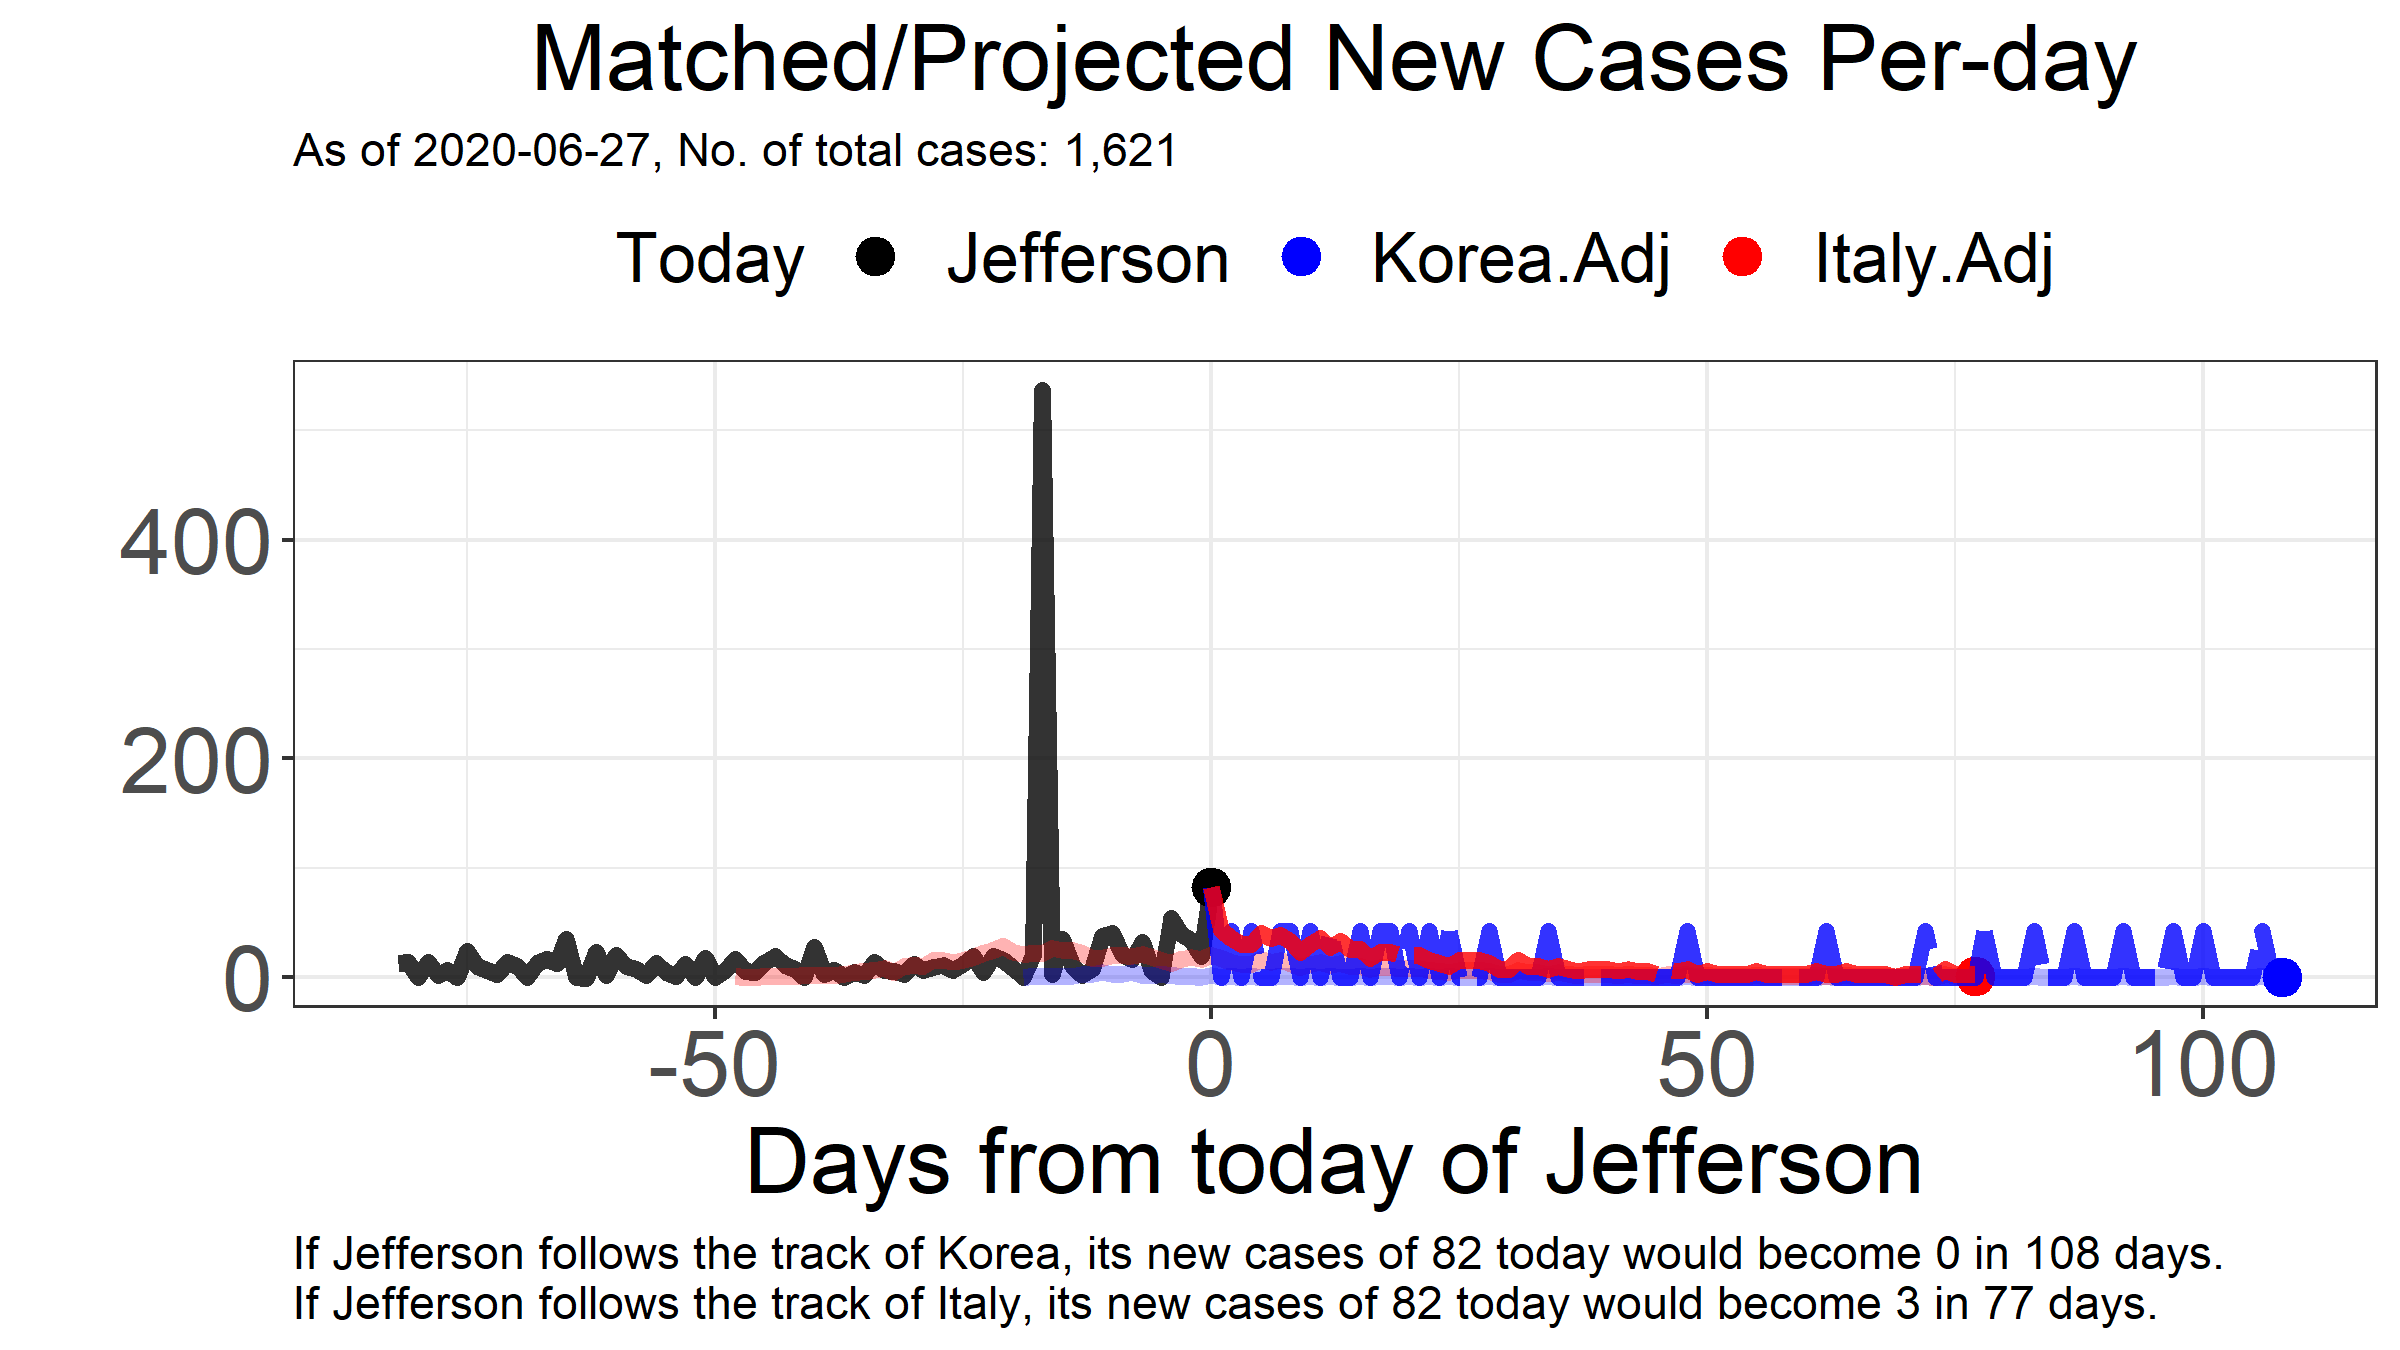 Matched/Projected New Cases Per-day
As of 2020-06-27, No. of total cases: 1,621
Today Jefferson Korea.Adj Italy.Adj
400
200
0
-50 0 50 100
Days from today of Jefferson
If Jefferson follows the track of Korea, its new cases of 82 today would become 0 in 108 days.
If Jefferson follows the track of Italy, its new cases of 82 today would become 3 in 77 days.